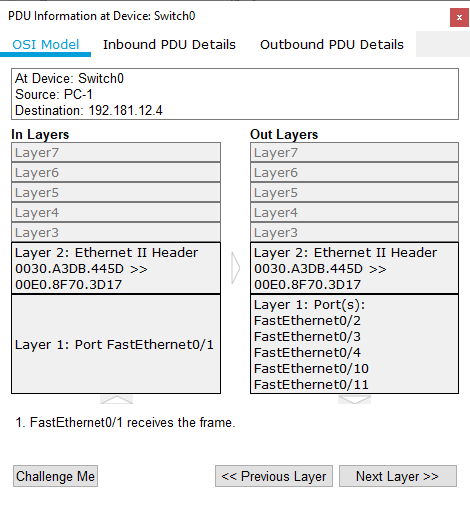 PDU Information at Device: Switch0
x
OSI Model Inbound PDU Details Outbound PDU Details
At Device: Switch0
Source: PC-1
Destination: 192.181.12.4
In Layers
Layer7
Layer6
Layer5
Layer4
Layer3
Layer 2: Ethernet II Header
0030.A3DB.445D >>
00E0.8F70.3D17
Layer 1: Port FastEthernet0/1
Out Layers
Layer7
Layer6
Layer5
Layer4
Layer3
Layer 2: Ethernet II Header
0030.A3DB.445D >>
00E0.8F70.3D17
Layer 1: Port(s):
FastEthernet0/2
FastEthernet0/3
FastEthernet0/4
FastEthernet0/10
FastEthernet0/11
1. FastEthernet0/1 receives the frame.
Challenge Me << Previous Layer Next Layer >>